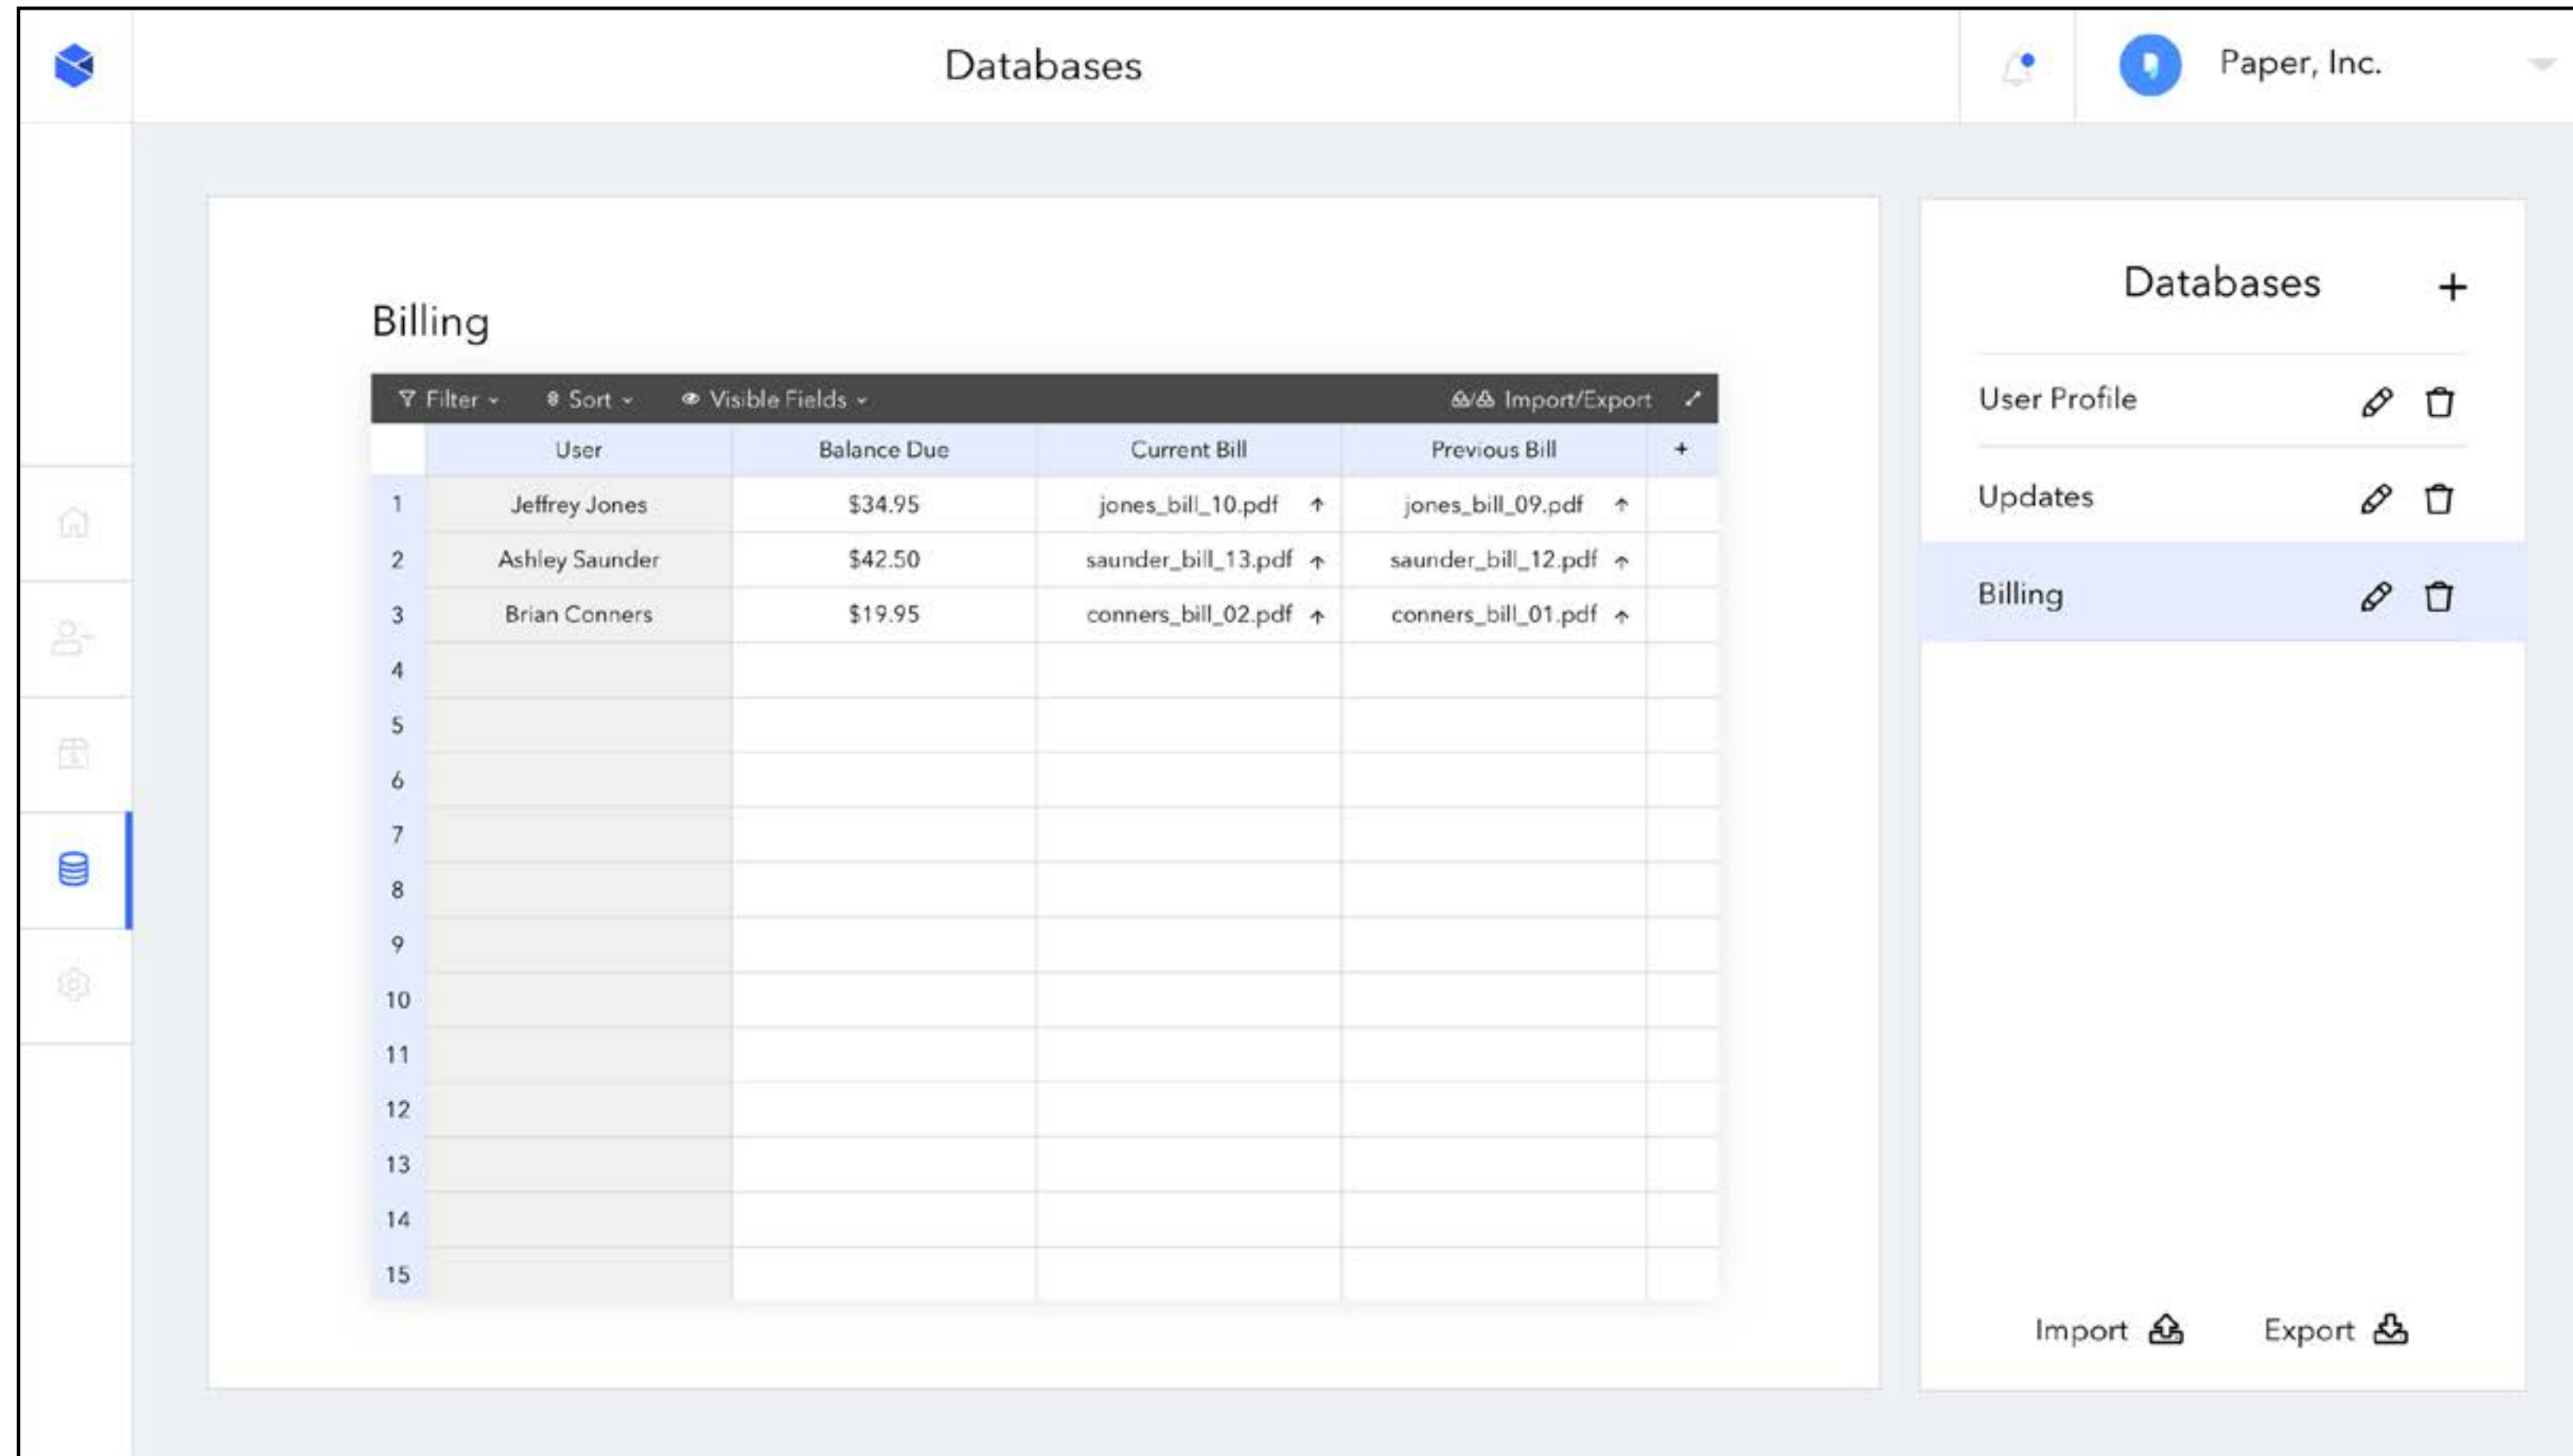 Databases
Paper, Inc.
Billing
Filter Sort Visible Fields Import/Export
User Balance Due Current Bill Previous Bill +
1 Jeffrey Jones $34.95 jones_bill_10.pdf ↑ jones_bill_09.pdf ↑
2 Ashley Saunder $42.50 saunder_bill_13.pdf ↑ saunder_bill_12.pdf ↑
3 Brian Conners $19.95 conners_bill_02.pdf ↑ conners_bill_01.pdf ↑
4
5
6
7
8
9
10
11
12
13
14
15
Databases +
User Profile
Updates
Billing
Import Export